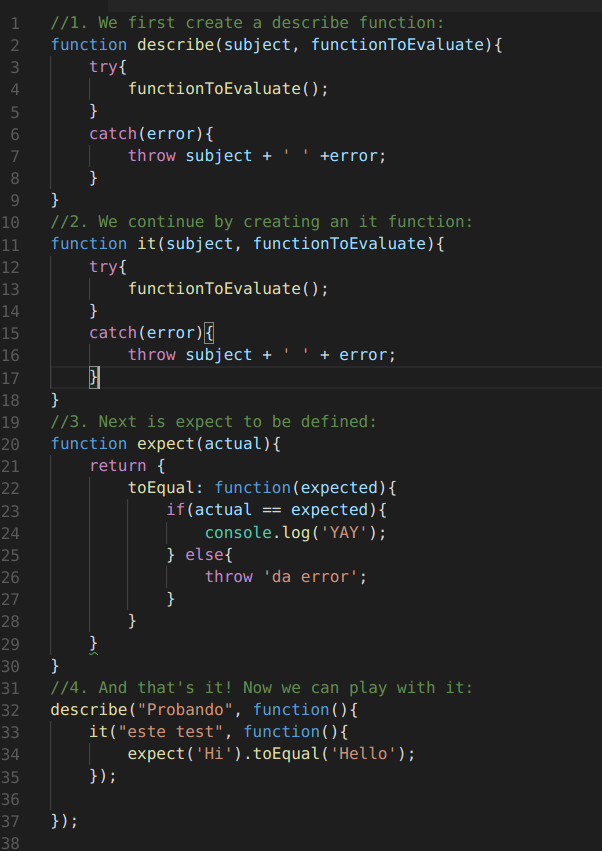 1 //1. We first create a describe function:
2 function describe(subject, functionToEvaluate){
3     try{
4         functionToEvaluate();
5     }
6     catch(error){
7         throw subject + ' ' +error;
8     }
9 }
10 //2. We continue by creating an it function:
11 function it(subject, functionToEvaluate){
12     try{
13         functionToEvaluate();
14     }
15     catch(error){
16         throw subject + ' ' + error;
17     }
18 }
19 //3. Next is expect to be defined:
20 function expect(actual){
21     return {
22         toEqual: function(expected){
23             if(actual == expected){
24                 console.log('YAY');
25             } else{
26                 throw 'da error';
27             }
28         }
29     }
30 }
31 //4. And that's it! Now we can play with it:
32 describe("Probando", function(){
33     it("este test", function(){
34         expect('Hi').toEqual('Hello');
35     });
36
37 });
38